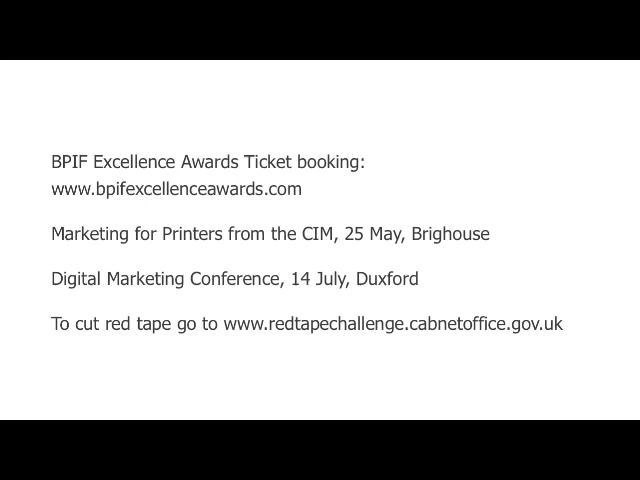 BPIF Excellence Awards Ticket booking:
www.bpifexcellenceawards.com
Marketing for Printers from the CIM, 25 May, Brighouse
Digital Marketing Conference, 14 July, Duxford
To cut red tape go to www.redtapechallenge.cabnetoffice.gov.uk